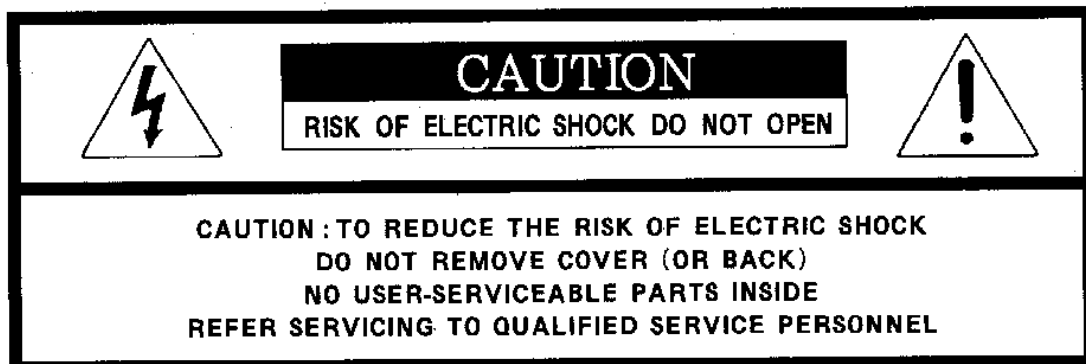 CAUTION
RISK OF ELECTRIC SHOCK DO NOT OPEN
CAUTION : TO REDUCE THE RISK OF ELECTRIC SHOCK
DO NOT REMOVE COVER (OR BACK)
NO USER-SERVICEABLE PARTS INSIDE
REFER SERVICING TO QUALIFIED SERVICE PERSONNEL